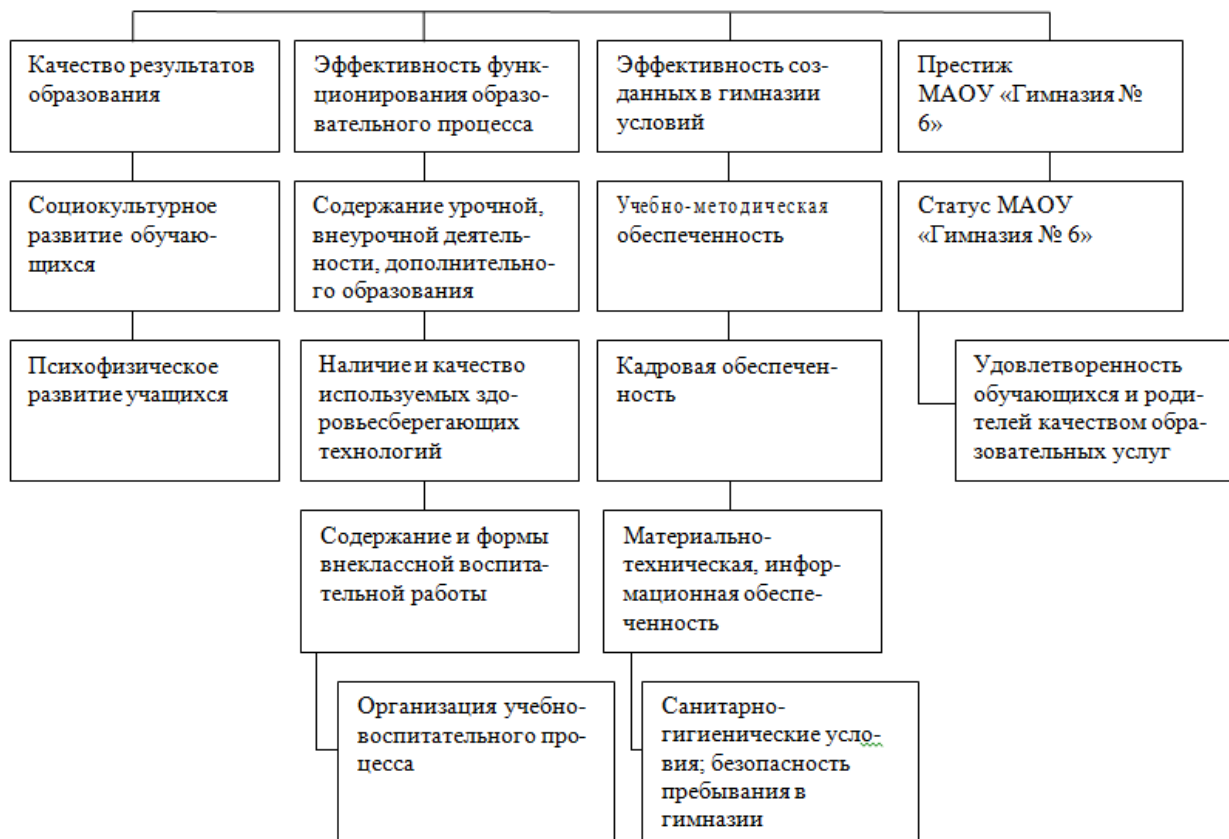 Качество результатов
образования
Эффективность функ-
ционирования образо-
вательного процесса
Эффективность соз-
данных в гимназии
условий
Престиж
МАОУ «Гимназия №
6»
Социокультурное
развитие обучаю-
щихся
Содержание урочной,
внеурочной деятель-
ности, дополнительно-
го образования
Учебно-методическая
обеспеченность
Статус МАОУ
«Гимназия № 6»
Психофизическое
развитие учащихся
Наличие и качество
используемых здо-
ровьесберегающих
технологий
Кадровая обеспечен-
ность
Удовлетворенность
обучающихся и роди-
телей качеством обра-
зовательных услуг
Содержание и формы
внеклассной воспита-
тельной работы
Материально-
техническая, инфор-
мационная обеспе-
ченность
Организация учебно-
воспитательного про-
цесса
Санитарно-
гигиенические усло-
вия; безопасность
пребывания в
гимназии